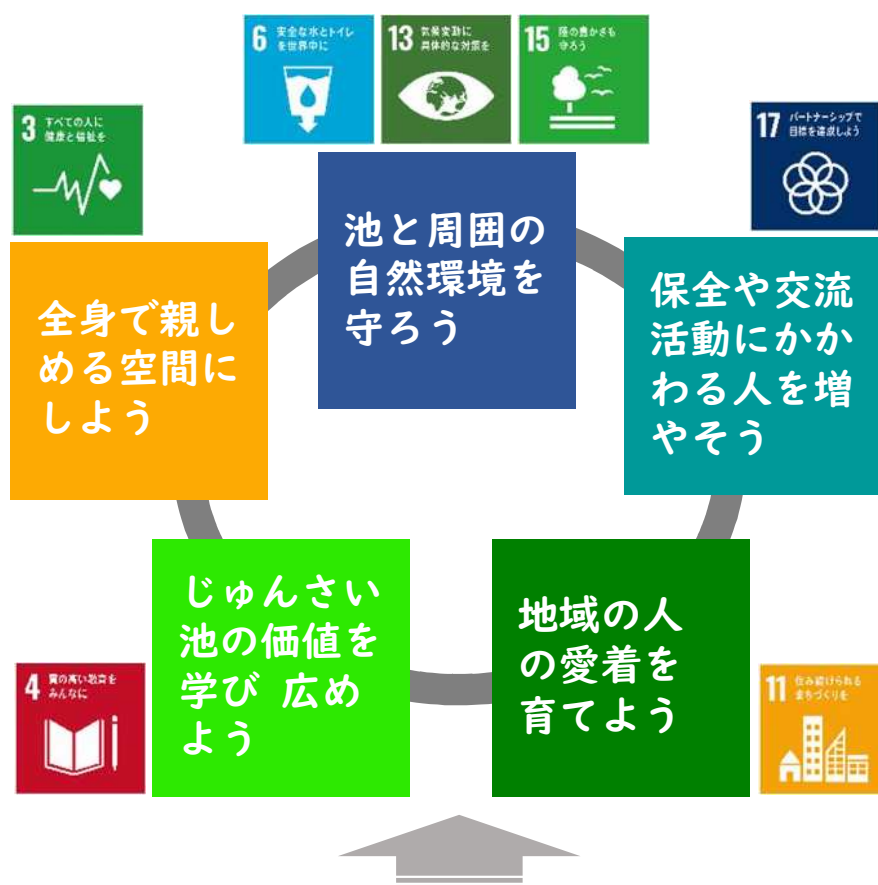 6 安全な水とトイレ
を世界中に
13 気候変動に
具体的な対策を
15 陸の豊かさも
守ろう
3 すべての人に
健康と福祉を
17 パートナーシップで
目標を達成しよう
池と周囲の
自然環境を
守ろう
全身で親し
める空間に
しよう
保全や交流
活動にかか
わる人を増
やそう
じゅんさい
池の価値を
学び 広め
よう
地域の人
の愛着を
育てよう
4 質の高い教育を
みんなに
11 住み続けられる
まちづくりを